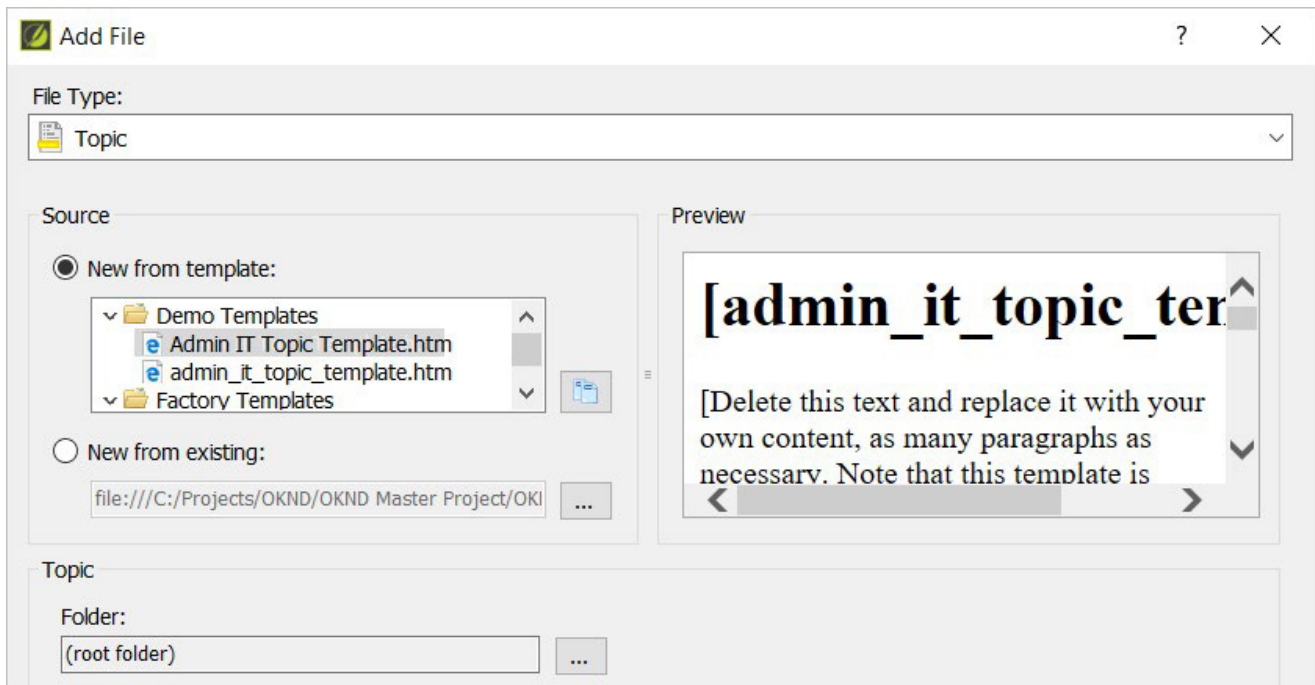 Add File
?
File Type:
Topic
Source
New from template:
Demo Templates
Admin IT Topic Template.htm
admin_it_topic_template.htm
Factory Templates
New from existing:
file:///C:/Projects/OKND/OKND Master Project/OKI
...
Preview
[admin_it_topic_ter
[Delete this text and replace it with your
own content, as many paragraphs as
necessary. Note that this template is
Topic
Folder:
(root folder)
...